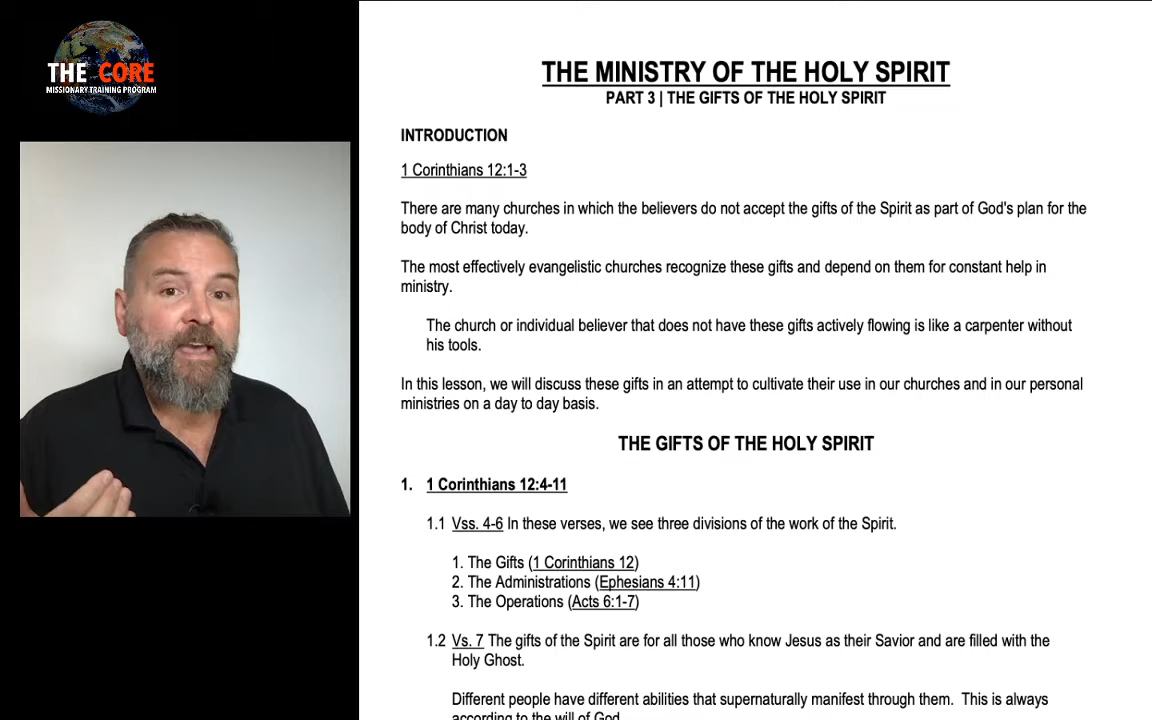 THE CORE
MISSIONARY TRAINING PROGRAM
THE MINISTRY OF THE HOLY SPIRIT
PART 3 | THE GIFTS OF THE HOLY SPIRIT
INTRODUCTION
1 Corinthians 12:1-3
There are many churches in which the believers do not accept the gifts of the Spirit as part of God's plan for the
body of Christ today.
The most effectively evangelistic churches recognize these gifts and depend on them for constant help in
ministry.
The church or individual believer that does not have these gifts actively flowing is like a carpenter without
his tools.
In this lesson, we will discuss these gifts in an attempt to cultivate their use in our churches and in our personal
ministries on a day to day basis.
THE GIFTS OF THE HOLY SPIRIT
1. 1 Corinthians 12:4-11
1.1 Vss. 4-6 In these verses, we see three divisions of the work of the Spirit.
1. The Gifts (1 Corinthians 12)
2. The Administrations (Ephesians 4:11)
3. The Operations (Acts 6:1-7)
1.2 Vs. 7 The gifts of the Spirit are for all those who know Jesus as their Savior and are filled with the
Holy Ghost.
Different people have different abilities that supernaturally manifest through them. This is always
according to the will of God.